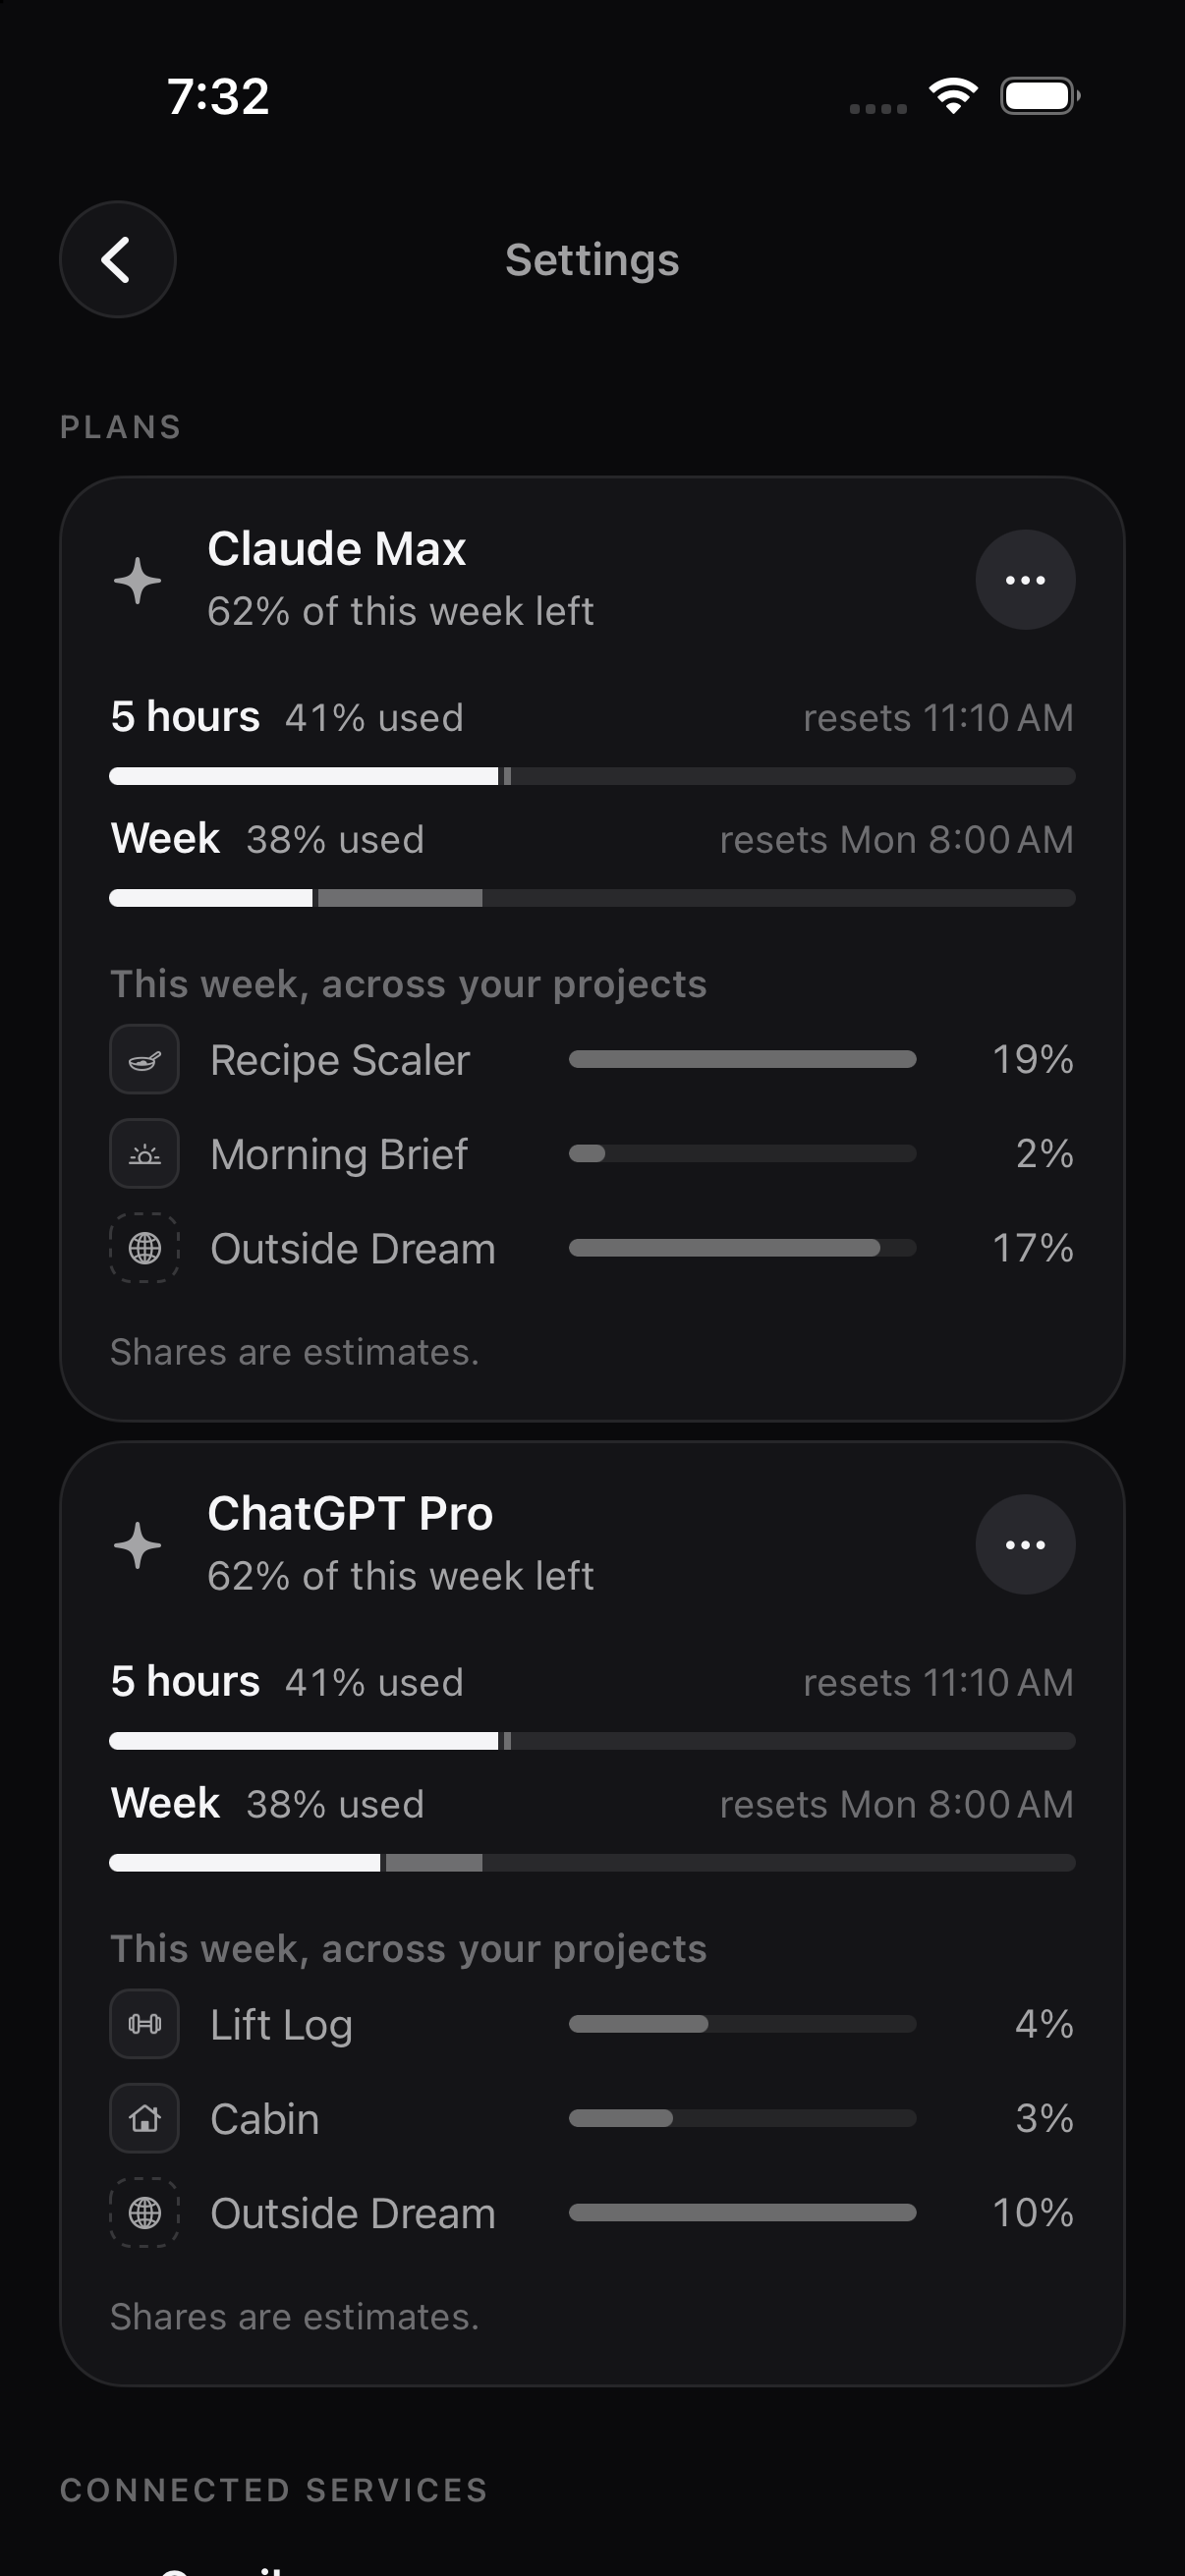 7:32
Settings
PLANS
Claude Max
62% of this week left
5 hours 41% used resets 11:10 AM
Week 38% used resets Mon 8:00 AM
This week, across your projects
Recipe Scaler 19%
Morning Brief 2%
Outside Dream 17%
Shares are estimates.
ChatGPT Pro
62% of this week left
5 hours 41% used resets 11:10 AM
Week 38% used resets Mon 8:00 AM
This week, across your projects
Lift Log 4%
Cabin 3%
Outside Dream 10%
Shares are estimates.
CONNECTED SERVICES